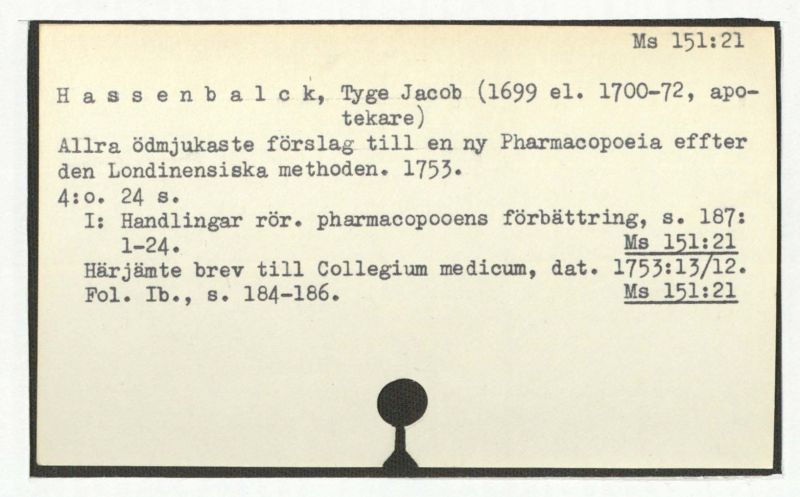 Ms 151:21
H a s s e n b a l c k, Tyge Jacob (1699 el. 1700-72, apo-
tekare)
Allra ödmjukaste förslag till en ny Pharmacopoeia effter
den Londinensiska methoden. 1753.
4:o. 24 s.
I: Handlingar rör. pharmacopooens förbättring, s. 187:
1-24. Ms 151:21
Härjämte brev till Collegium medicum, dat. 1753:13/12.
Fol. Ib., s. 184-186. Ms 151:21